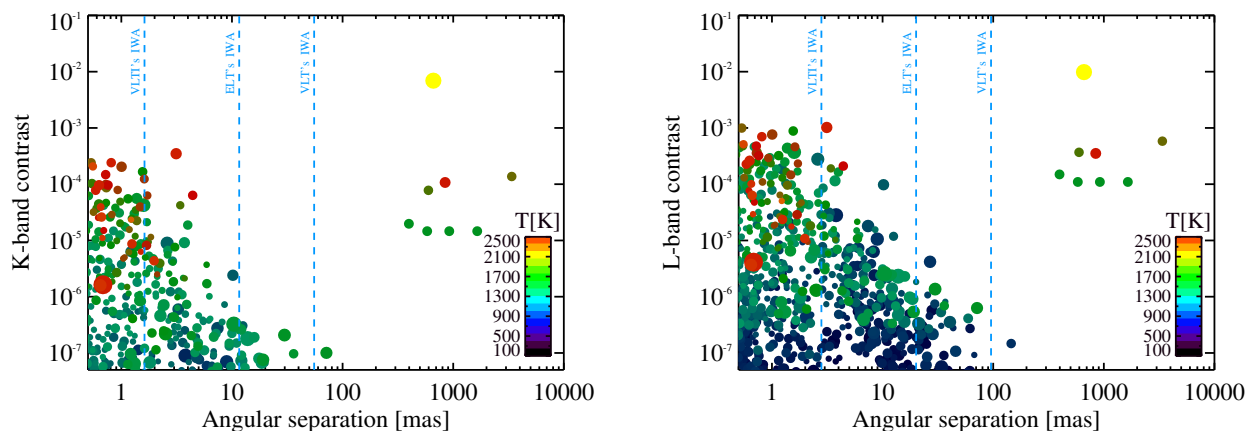 K-band contrast
10⁻¹
10⁻²
10⁻³
10⁻⁴
10⁻⁵
10⁻⁶
10⁻⁷
VLTI's IWA
ELT's IWA
VLT's IWA
T[K]
2500
2100
1700
1300
900
500
100
1 10 100 1000 10000
Angular separation [mas]
L-band contrast
10⁻¹
10⁻²
10⁻³
10⁻⁴
10⁻⁵
10⁻⁶
10⁻⁷
VLTI's IWA
ELT's IWA
VLT's IWA
T[K]
2500
2100
1700
1300
900
500
100
1 10 100 1000 10000
Angular separation [mas]